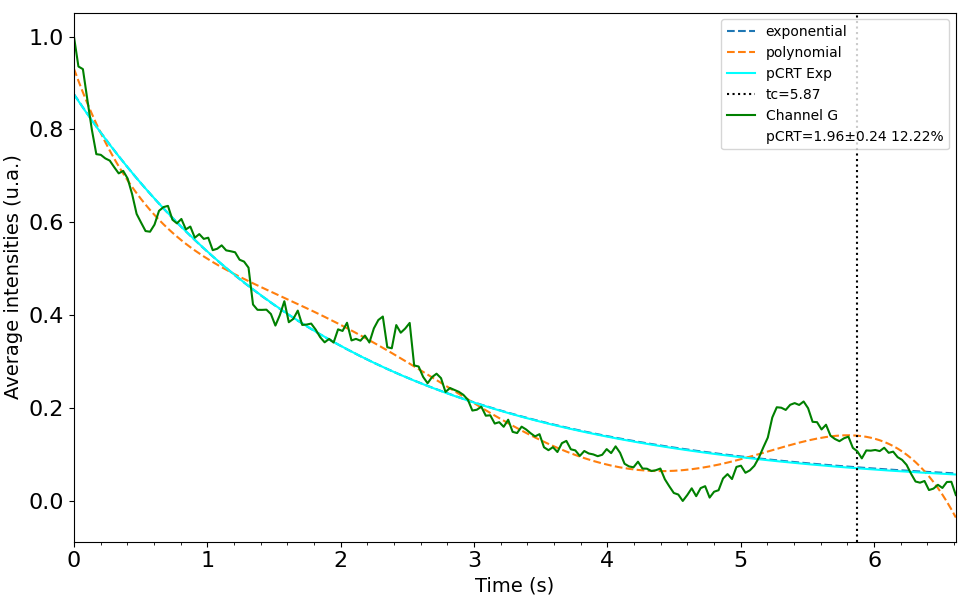 exponential
polynomial
pCRT Exp
tc=5.87
Channel G
pCRT=1.96±0.24 12.22%
Average intensities (u.a.)
1.0
0.8
0.6
0.4
0.2
0.0
0 1 2 3 4 5 6
Time (s)